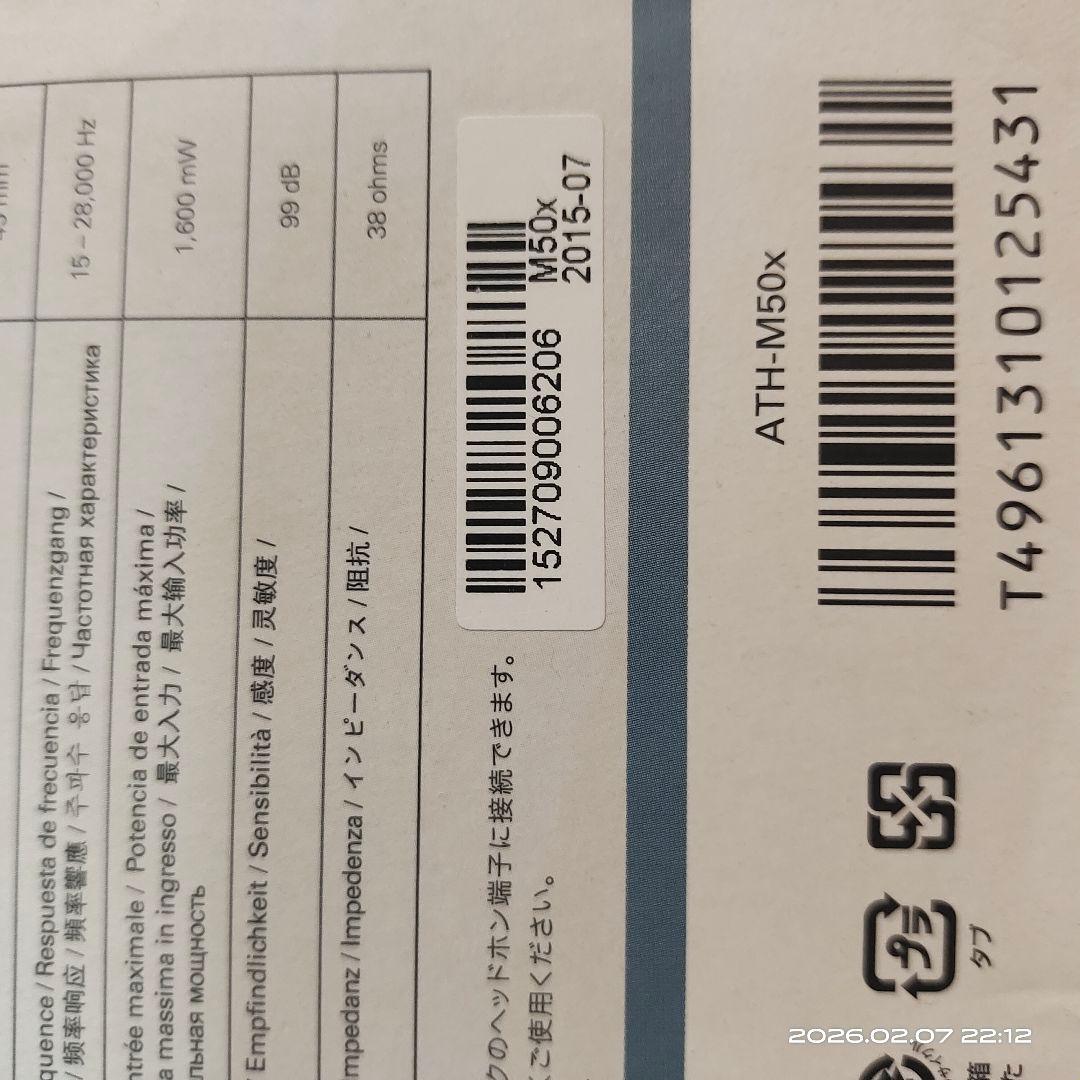 15 – 28,000 Hz
quence / Respuesta de frecuencia / Frequenzgang /
/ 频率响应 / 頻率響應 / 주파수 응답 / Частотная характеристика
1,600 mW
ntrée maximale / Potencia de entrada máxima /
a massima in ingresso / 最大入力 / 最大输入功率 /
льная мощность
99 dB
/ Empfindlichkeit / Sensibilità / 感度 / 灵敏度 /
38 ohms
mpedanz / Impedenza / インピーダンス / 阻抗 /
M50x
152709006206
2015-07
クのヘッドホン端子に接続できます。
くご使用ください。
ATH-M50x
T4961310125431
タブ
箱
た
2026.02.07 22:12